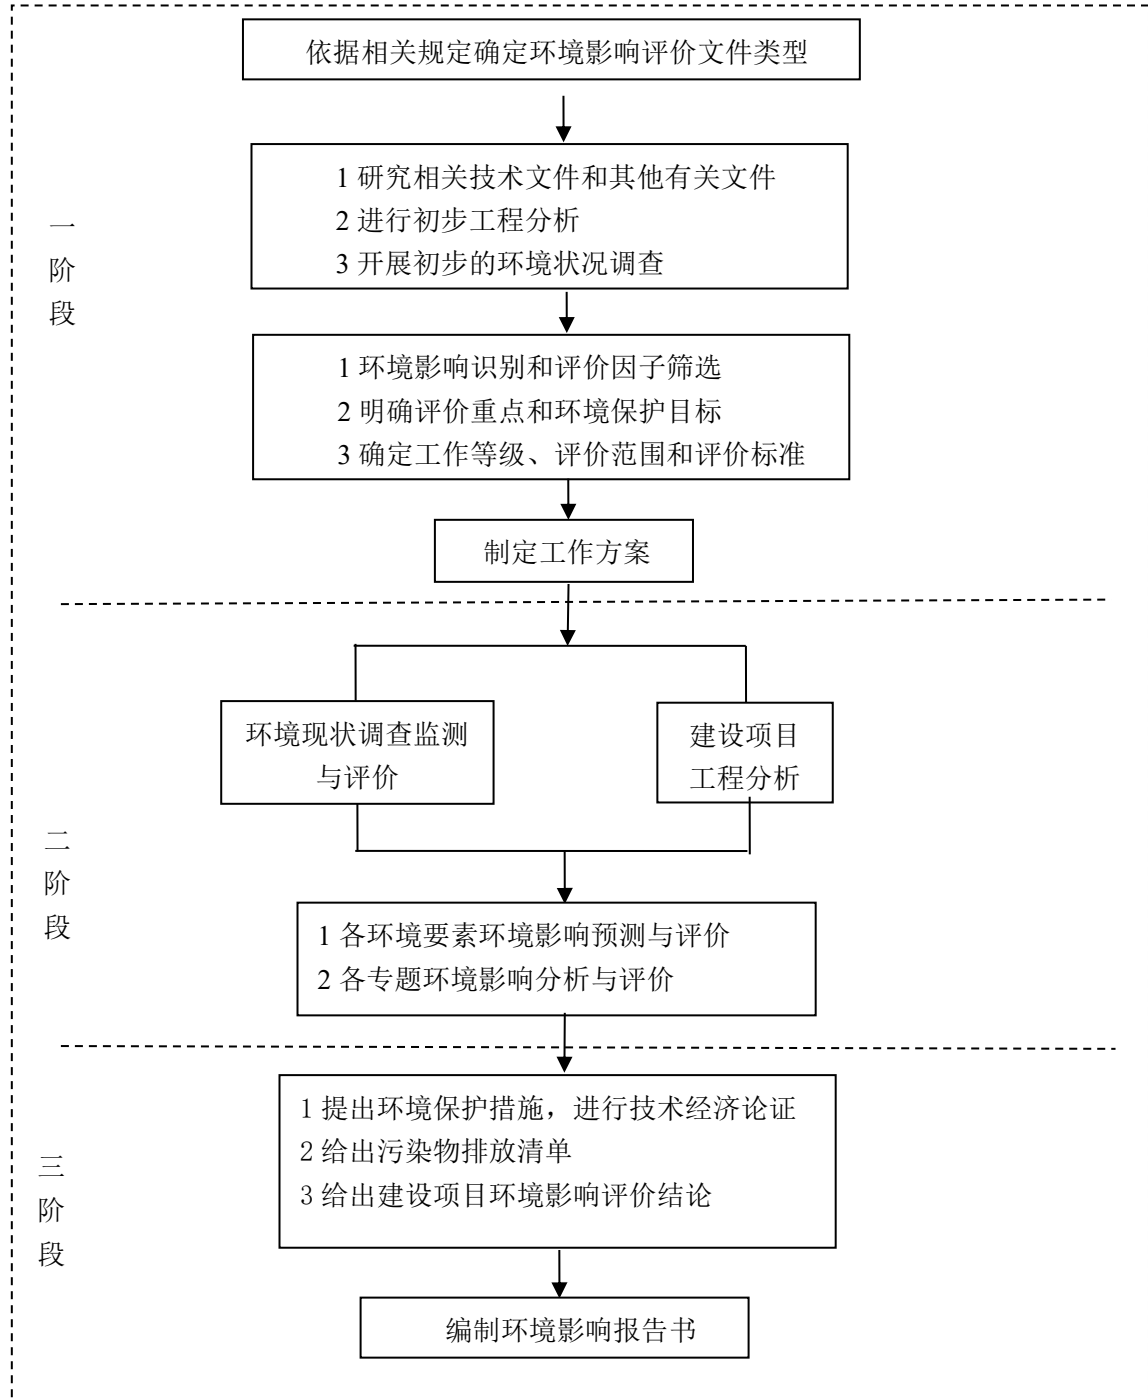 依据相关规定确定环境影响评价文件类型
1 研究相关技术文件和其他有关文件
2 进行初步工程分析
3 开展初步的环境状况调查
一
阶
段
1 环境影响识别和评价因子筛选
2 明确评价重点和环境保护目标
3 确定工作等级、评价范围和评价标准
制定工作方案
环境现状调查监测
与评价
建设项目
工程分析
二
阶
段
1 各环境要素环境影响预测与评价
2 各专题环境影响分析与评价
1 提出环境保护措施，进行技术经济论证
2 给出污染物排放清单
3 给出建设项目环境影响评价结论
三
阶
段
编制环境影响报告书